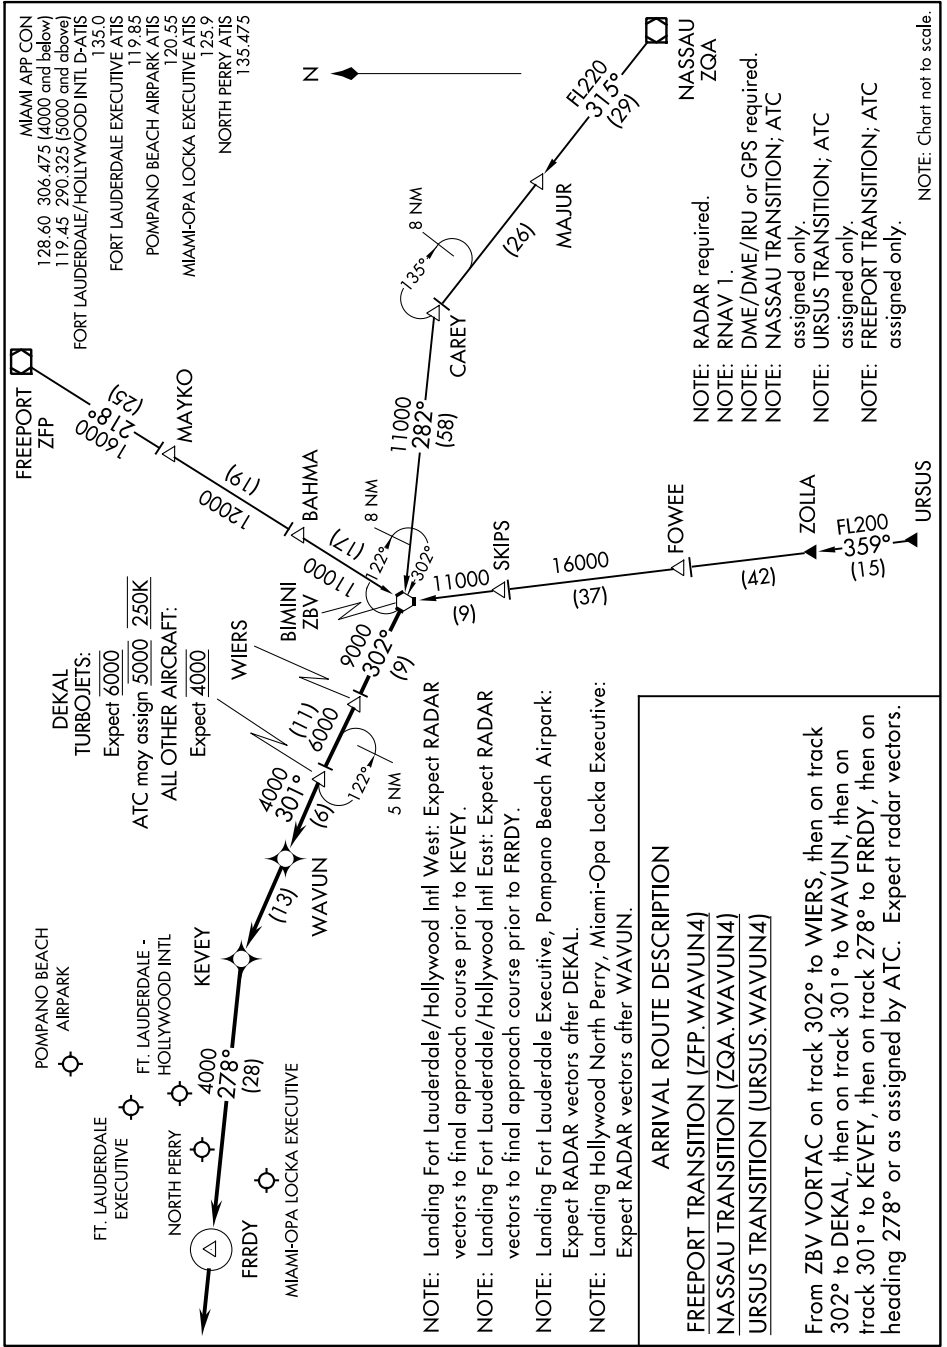 MIAMI APP CON
128.60 306.475 (4000 and below)
119.45 290.325 (5000 and above)
FORT LAUDERDALE/HOLLYWOOD INTL D-ATIS
135.0
FORT LAUDERDALE EXECUTIVE ATIS
119.85
POMPANO BEACH AIRPARK ATIS
120.55
MIAMI-OPA LOCKA EXECUTIVE ATIS
125.9
NORTH PERRY ATIS
135.475
N
NASSAU
ZQA
FL220
315°
(29)
MAJUR
(26)
8 NM
135°
CAREY
11000
282°
(58)
FREEPORT
ZFP
16000
218°
(25)
MAYKO
12000
(19)
BAHMA
11000
(17)
8 NM
122°
302°
BIMINI
ZBV
SKIPS
11000
(9)
16000
(37)
FOWEE
(42)
ZOLLA
FL200
359°
(15)
URSUS
WIERS
9000
302°
(9)
DEKAL
TURBOJETS:
Expect 6000
ATC may assign 5000 250K
ALL OTHER AIRCRAFT:
Expect 4000
(11)
6000
122°
5 NM
4000
301°
(6)
WAVUN
(13)
KEVEY
4000
278°
(28)
FRRDY
POMPANO BEACH
AIRPARK
FT. LAUDERDALE
EXECUTIVE
FT. LAUDERDALE -
HOLLYWOOD INTL
NORTH PERRY
MIAMI-OPA LOCKA EXECUTIVE
NOTE: RADAR required.
NOTE: RNAV 1.
NOTE: DME/DME/IRU or GPS required.
NOTE: NASSAU TRANSITION; ATC
assigned only.
NOTE: URSUS TRANSITION; ATC
assigned only.
NOTE: FREEPORT TRANSITION; ATC
assigned only.
NOTE: Chart not to scale.
NOTE: Landing Fort Lauderdale/Hollywood Intl West: Expect RADAR
vectors to final approach course prior to KEVEY.
NOTE: Landing Fort Lauderdale/Hollywood Intl East: Expect RADAR
vectors to final approach course prior to FRRDY.
NOTE: Landing Fort Lauderdale Executive, Pompano Beach Airpark:
Expect RADAR vectors after DEKAL.
NOTE: Landing Hollywood North Perry, Miami-Opa Locka Executive:
Expect RADAR vectors after WAVUN.
ARRIVAL ROUTE DESCRIPTION
FREEPORT TRANSITION (ZFP.WAVUN4)
NASSAU TRANSITION (ZQA.WAVUN4)
URSUS TRANSITION (URSUS.WAVUN4)
From ZBV VORTAC on track 302° to WIERS, then on track
302° to DEKAL, then on track 301° to WAVUN, then on
track 301° to KEVEY, then on track 278° to FRRDY, then on
heading 278° or as assigned by ATC. Expect radar vectors.